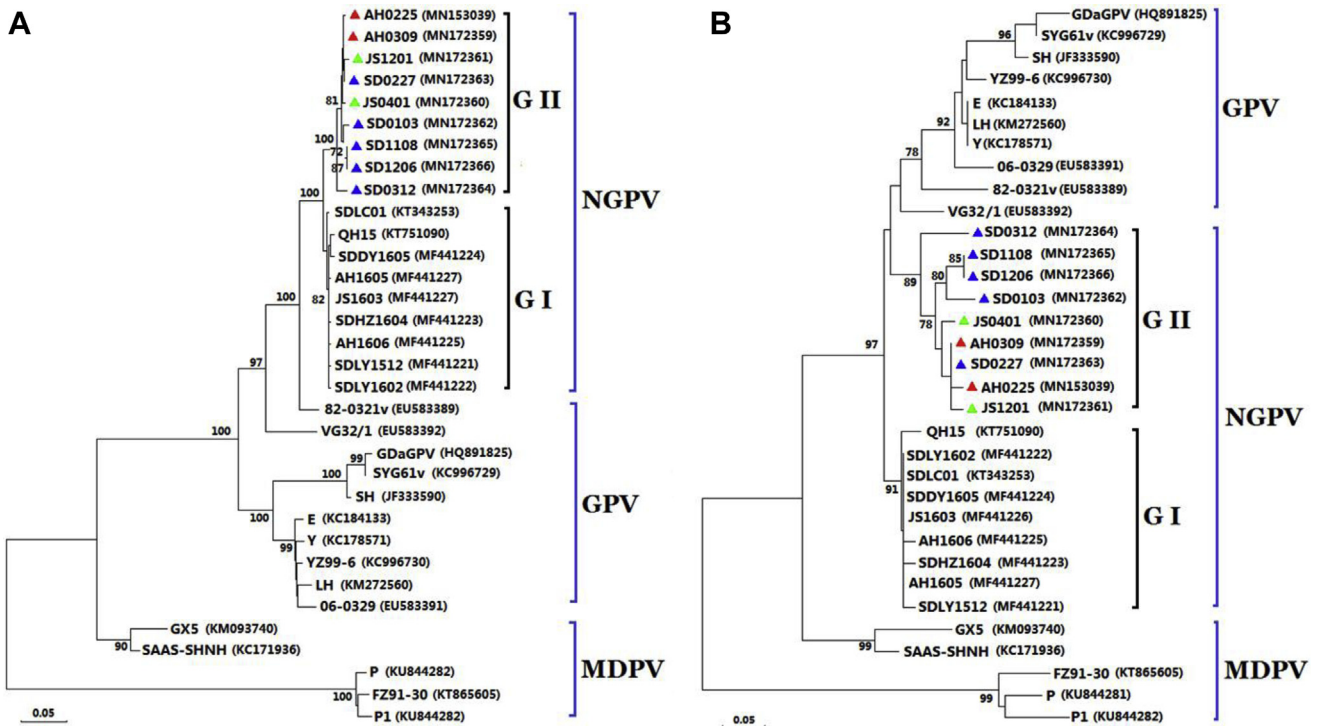 A
AH0225 (MN153039)
AH0309 (MN172359)
JS1201 (MN172361)
SD0227 (MN172363)
81
JS0401 (MN172360)
G II
SD0103 (MN172362)
100
SD1108 (MN172365)
72
SD1206 (MN172366)
87
SD0312 (MN172364)
100
NGPV
SDLC01 (KT343253)
QH15 (KT751090)
SDDY1605 (MF441224)
AH1605 (MF441227)
100
82
JS1603 (MF441227)
G I
SDHZ1604 (MF441223)
AH1606 (MF441225)
97
SDLY1512 (MF441221)
SDLY1602 (MF441222)
82-0321v (EU583389)
100
VG32/1 (EU583392)
GDaGPV (HQ891825)
99
SYG61v (KC996729)
100
SH (JF333590)
GPV
100
E (KC184133)
Y (KC178571)
99
YZ99-6 (KC996730)
LH (KM272560)
06-0329 (EU583391)
GX5 (KM093740)
90
SAAS-SHNH (KC171936)
MDPV
P (KU844282)
100
FZ91-30 (KT865605)
P1 (KU844282)
0.05
B
GDaGPV (HQ891825)
96
SYG61v (KC996729)
SH (JF333590)
YZ99-6 (KC996730)
E (KC184133)
GPV
92
LH (KM272560)
Y (KC178571)
78
06-0329 (EU583391)
82-0321v (EU583389)
VG32/1 (EU583392)
SD0312 (MN172364)
85
SD1108 (MN172365)
89
80
SD1206 (MN172366)
SD0103 (MN172362)
78
JS0401 (MN172360)
G II
97
AH0309 (MN172359)
SD0227 (MN172363)
AH0225 (MN153039)
JS1201 (MN172361)
NGPV
QH15 (KT751090)
SDLY1602 (MF441222)
SDLC01 (KT343253)
91
SDDY1605 (MF441224)
JS1603 (MF441226)
G I
AH1606 (MF441225)
SDHZ1604 (MF441223)
AH1605 (MF441227)
SDLY1512 (MF441221)
GX5 (KM093740)
99
SAAS-SHNH (KC171936)
MDPV
FZ91-30 (KT865605)
99
P (KU844281)
P1 (KU844282)
0.05